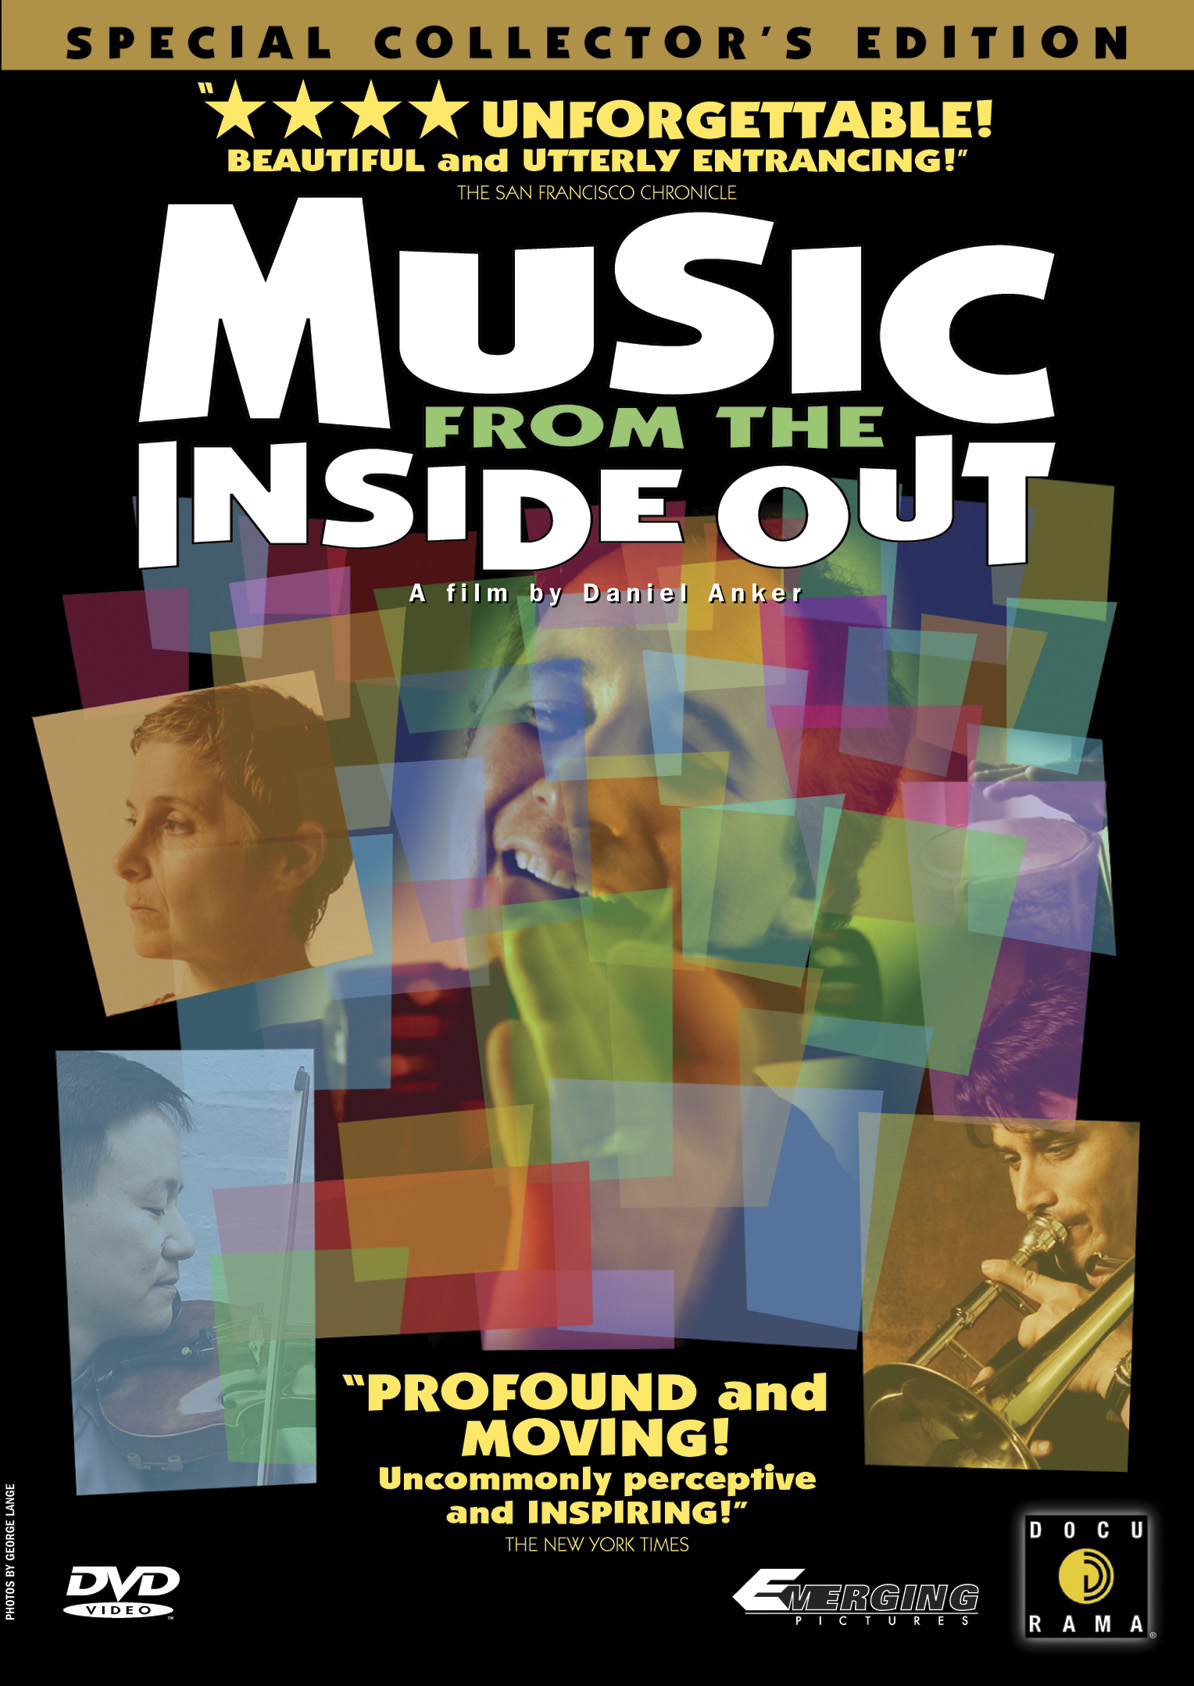 SPECIAL COLLECTOR'S EDITION
"★★★★ UNFORGETTABLE!
BEAUTIFUL and UTTERLY ENTRANCING!"
THE SAN FRANCISCO CHRONICLE
MUSIC
FROM THE
INSIDE OUT
A film by Daniel Anker
"PROFOUND and
MOVING!
Uncommonly perceptive
and INSPIRING!"
THE NEW YORK TIMES
PHOTOS BY GEORGE LANGE
DVD
VIDEO™
EMERGING
PICTURES
DOCU
RAMA®